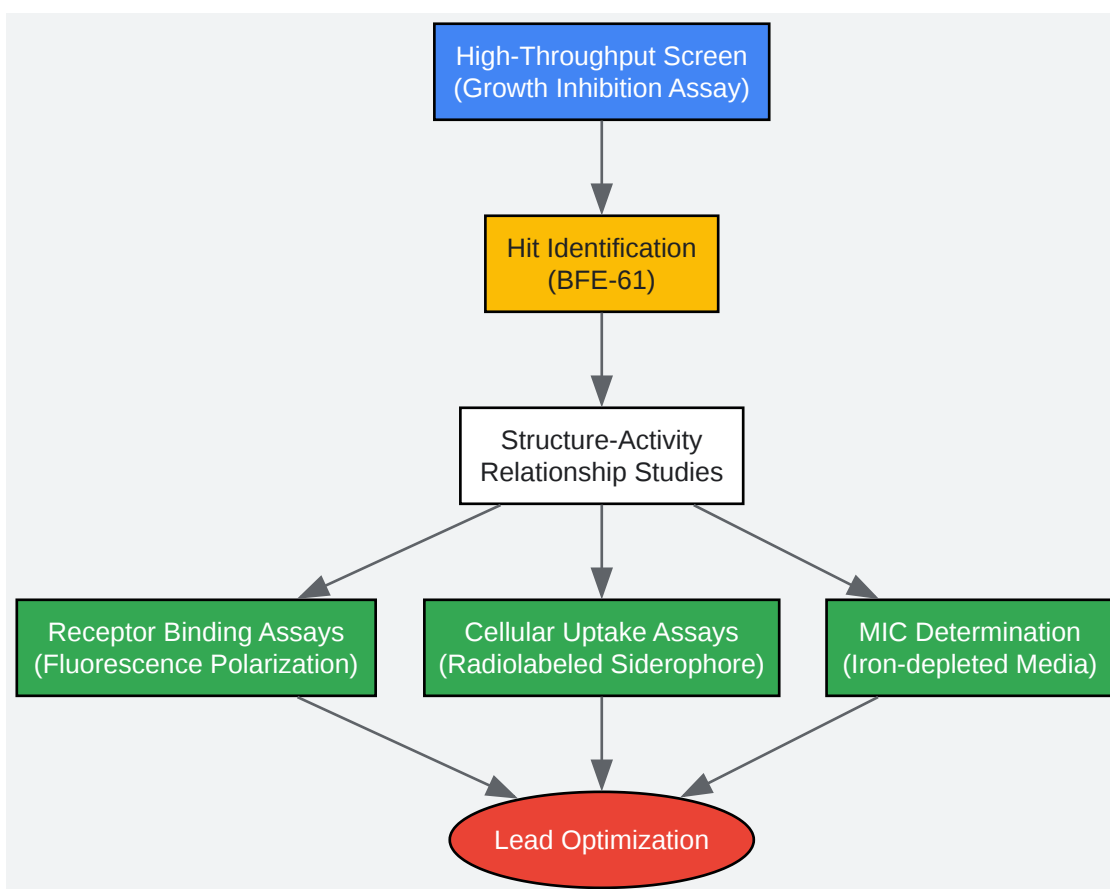 High-Throughput Screen
(Growth Inhibition Assay)
Hit Identification
(BFE-61)
Structure-Activity
Relationship Studies
Receptor Binding Assays
(Fluorescence Polarization)
Cellular Uptake Assays
(Radiolabeled Siderophore)
MIC Determination
(Iron-depleted Media)
Lead Optimization